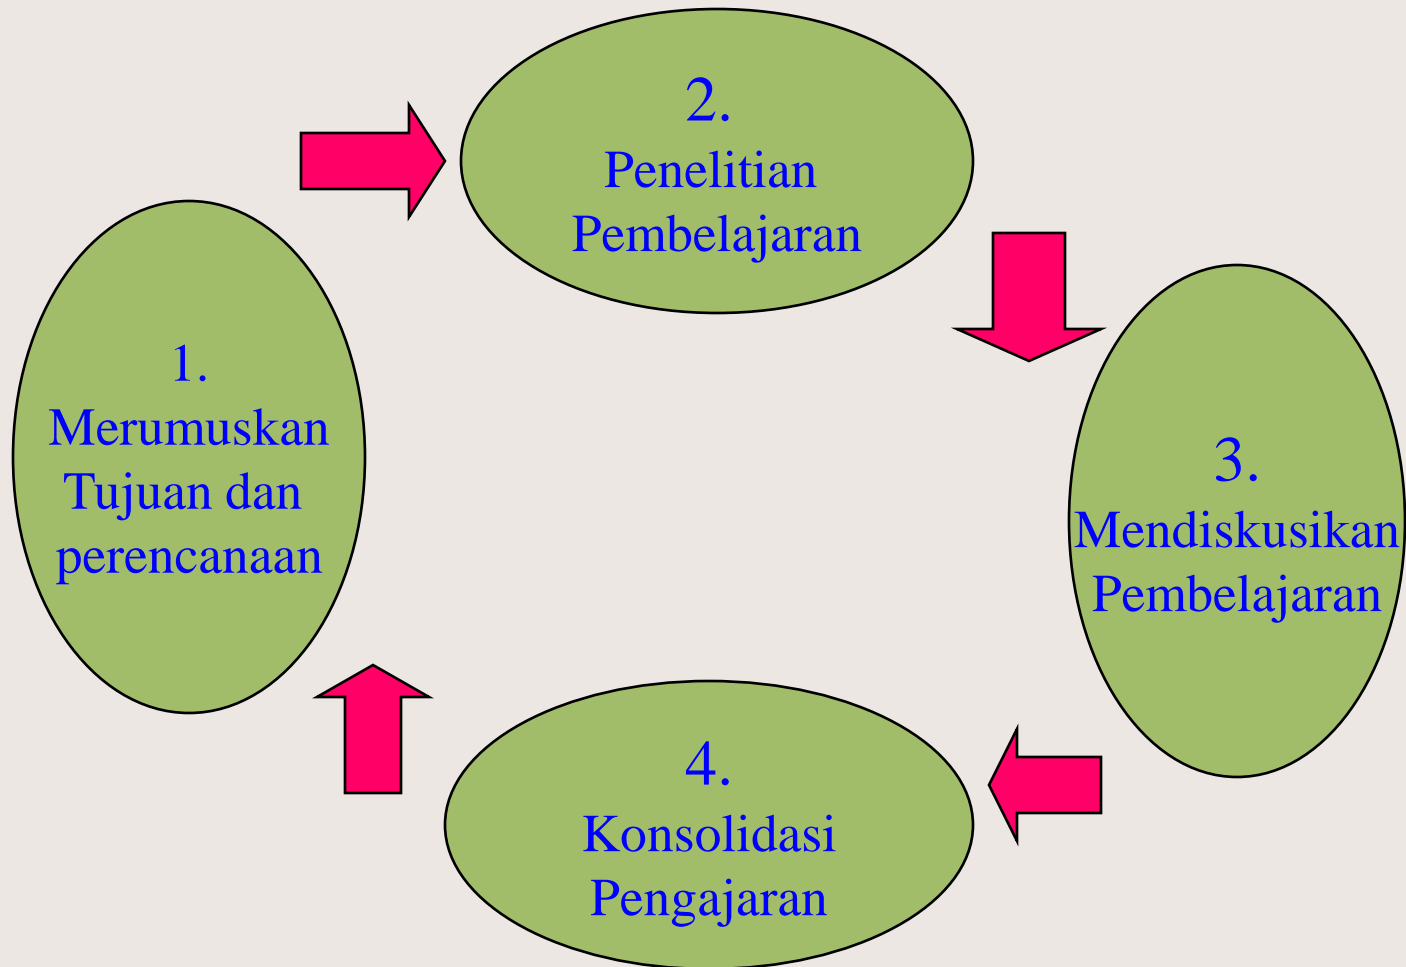 1.
Merumuskan
Tujuan dan
perencanaan
2.
Penelitian
Pembelajaran
3.
Mendiskusikan
Pembelajaran
4.
Konsolidasi
Pengajaran